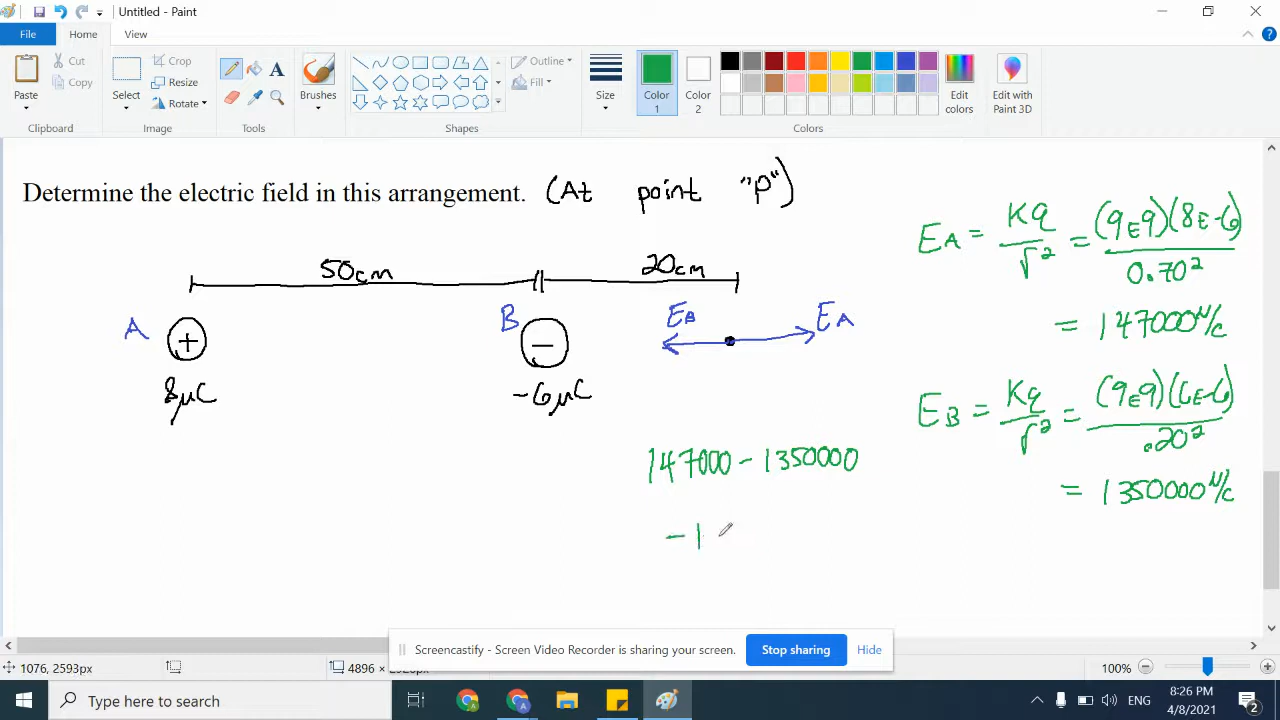 Untitled - Paint
File Home View
Paste Cut Copy Select Crop Resize Rotate Brushes Size Outline Fill Color 1 Color 2 Edit colors Edit with Paint 3D
Clipboard Image Tools Shapes Colors
Determine the electric field in this arrangement. (At point "p")
50cm 20cm
A B EB EA
+ −
8μC -6μC
EA = Kq/r² = (9E9)(8E-6)/0.70²
= 147000 N/C
EB = Kq/r² = (9E9)(6E-6)/.20²
= 1350000 N/C
147000 - 1350000
-1
Screencastify - Screen Video Recorder is sharing your screen. Stop sharing Hide
1076, 2593px 100%
Type here to search
ENG
8:26 PM
4/8/2021
2